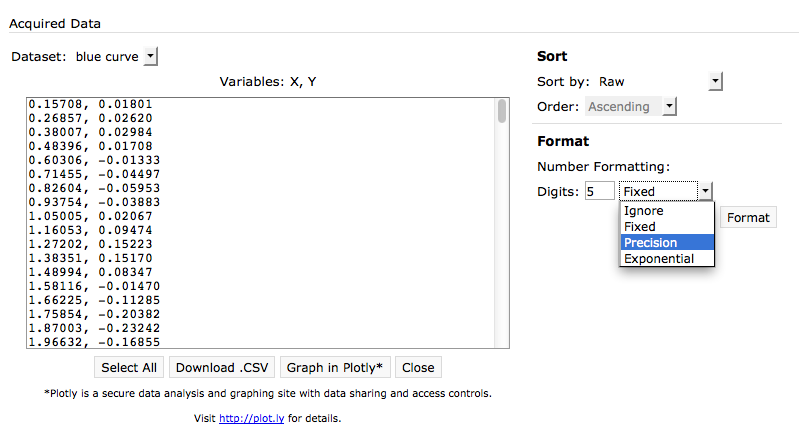 Acquired Data
Dataset: blue curve
Variables: X, Y
0.15708, 0.01801
0.26857, 0.02620
0.38007, 0.02984
0.48396, 0.01708
0.60306, -0.01333
0.71455, -0.04497
0.82604, -0.05953
0.93754, -0.03883
1.05005, 0.02067
1.16053, 0.09474
1.27202, 0.15223
1.38351, 0.15170
1.48994, 0.08347
1.58116, -0.01470
1.66225, -0.11285
1.75854, -0.20382
1.87003, -0.23242
1.96632, -0.16855
Select All
Download .CSV
Graph in Plotly*
Close
*Plotly is a secure data analysis and graphing site with data sharing and access controls.
Visit http://plot.ly for details.
Sort
Sort by: Raw
Order: Ascending
Format
Number Formatting:
Digits: 5 Fixed
Ignore
Fixed
Precision
Exponential
Format